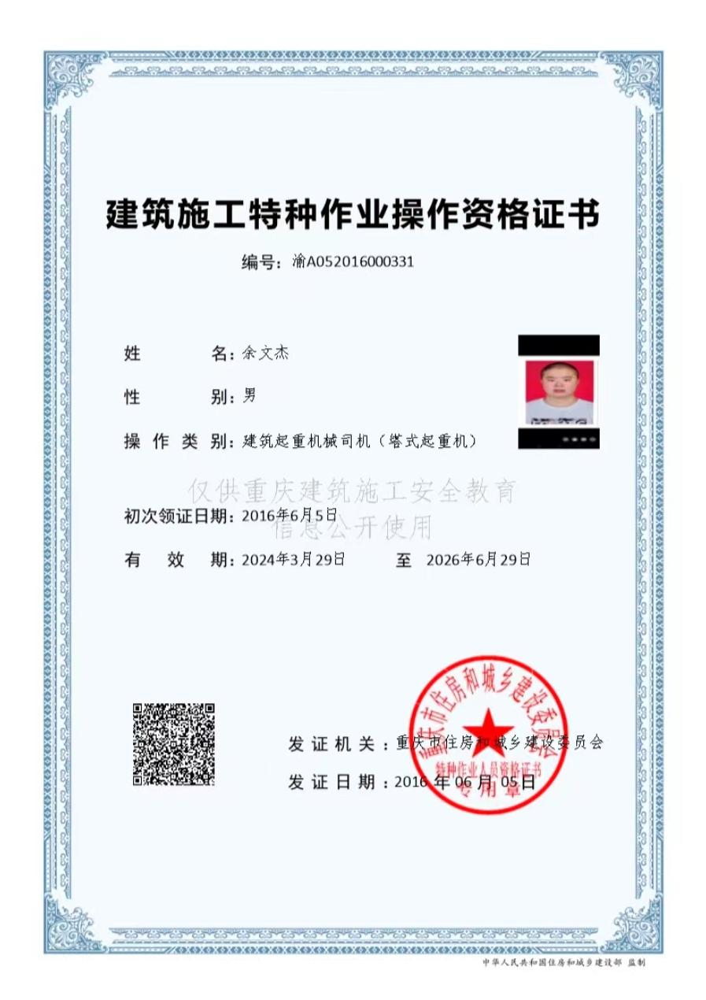 建筑施工特种作业操作资格证书
编号：渝A052016000331
姓名：余文杰
性别：男
操作类别：建筑起重机械司机（塔式起重机）
仅供重庆建筑施工安全教育
初次领证日期：2016年6月5日
信息公开使用
有效期：2024年3月29日 至 2026年6月29日
重庆市住房和城乡建设委员会
发证机关：重庆市住房和城乡建设委员会
特种作业人员资格证书
发证日期：2016年06月05日
专用章
中华人民共和国住房和城乡建设部 监制